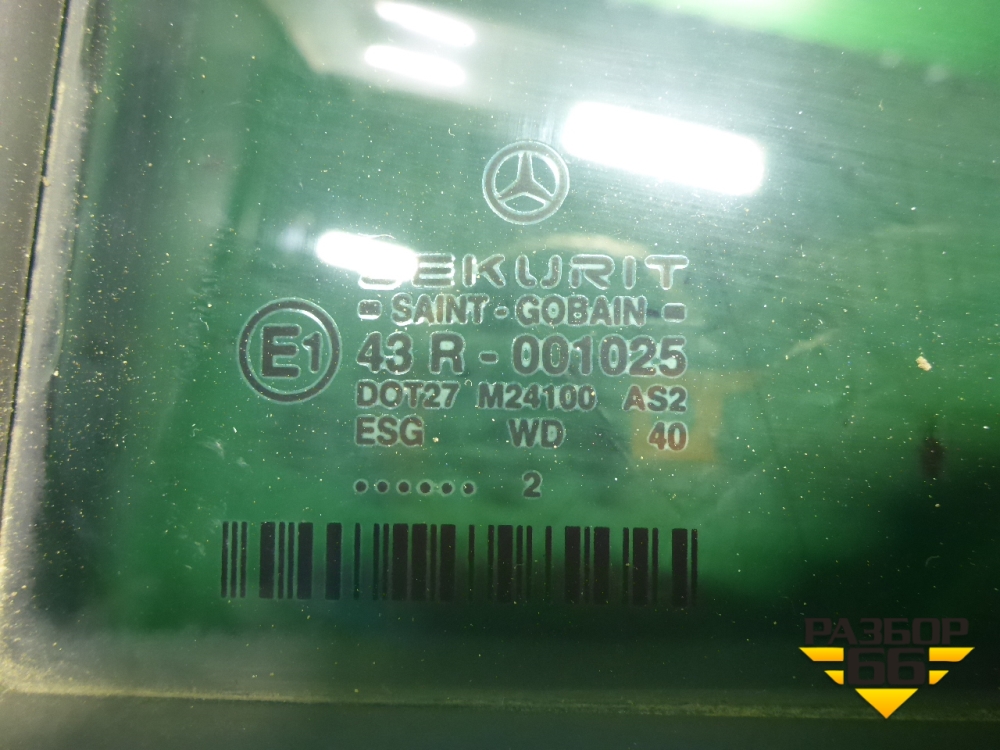 SEKURIT
SAINT-GOBAIN
E1
43 R - 001025
DOT27 M24100 AS2
ESG WD 40
...... 2
РАЗБОР
66